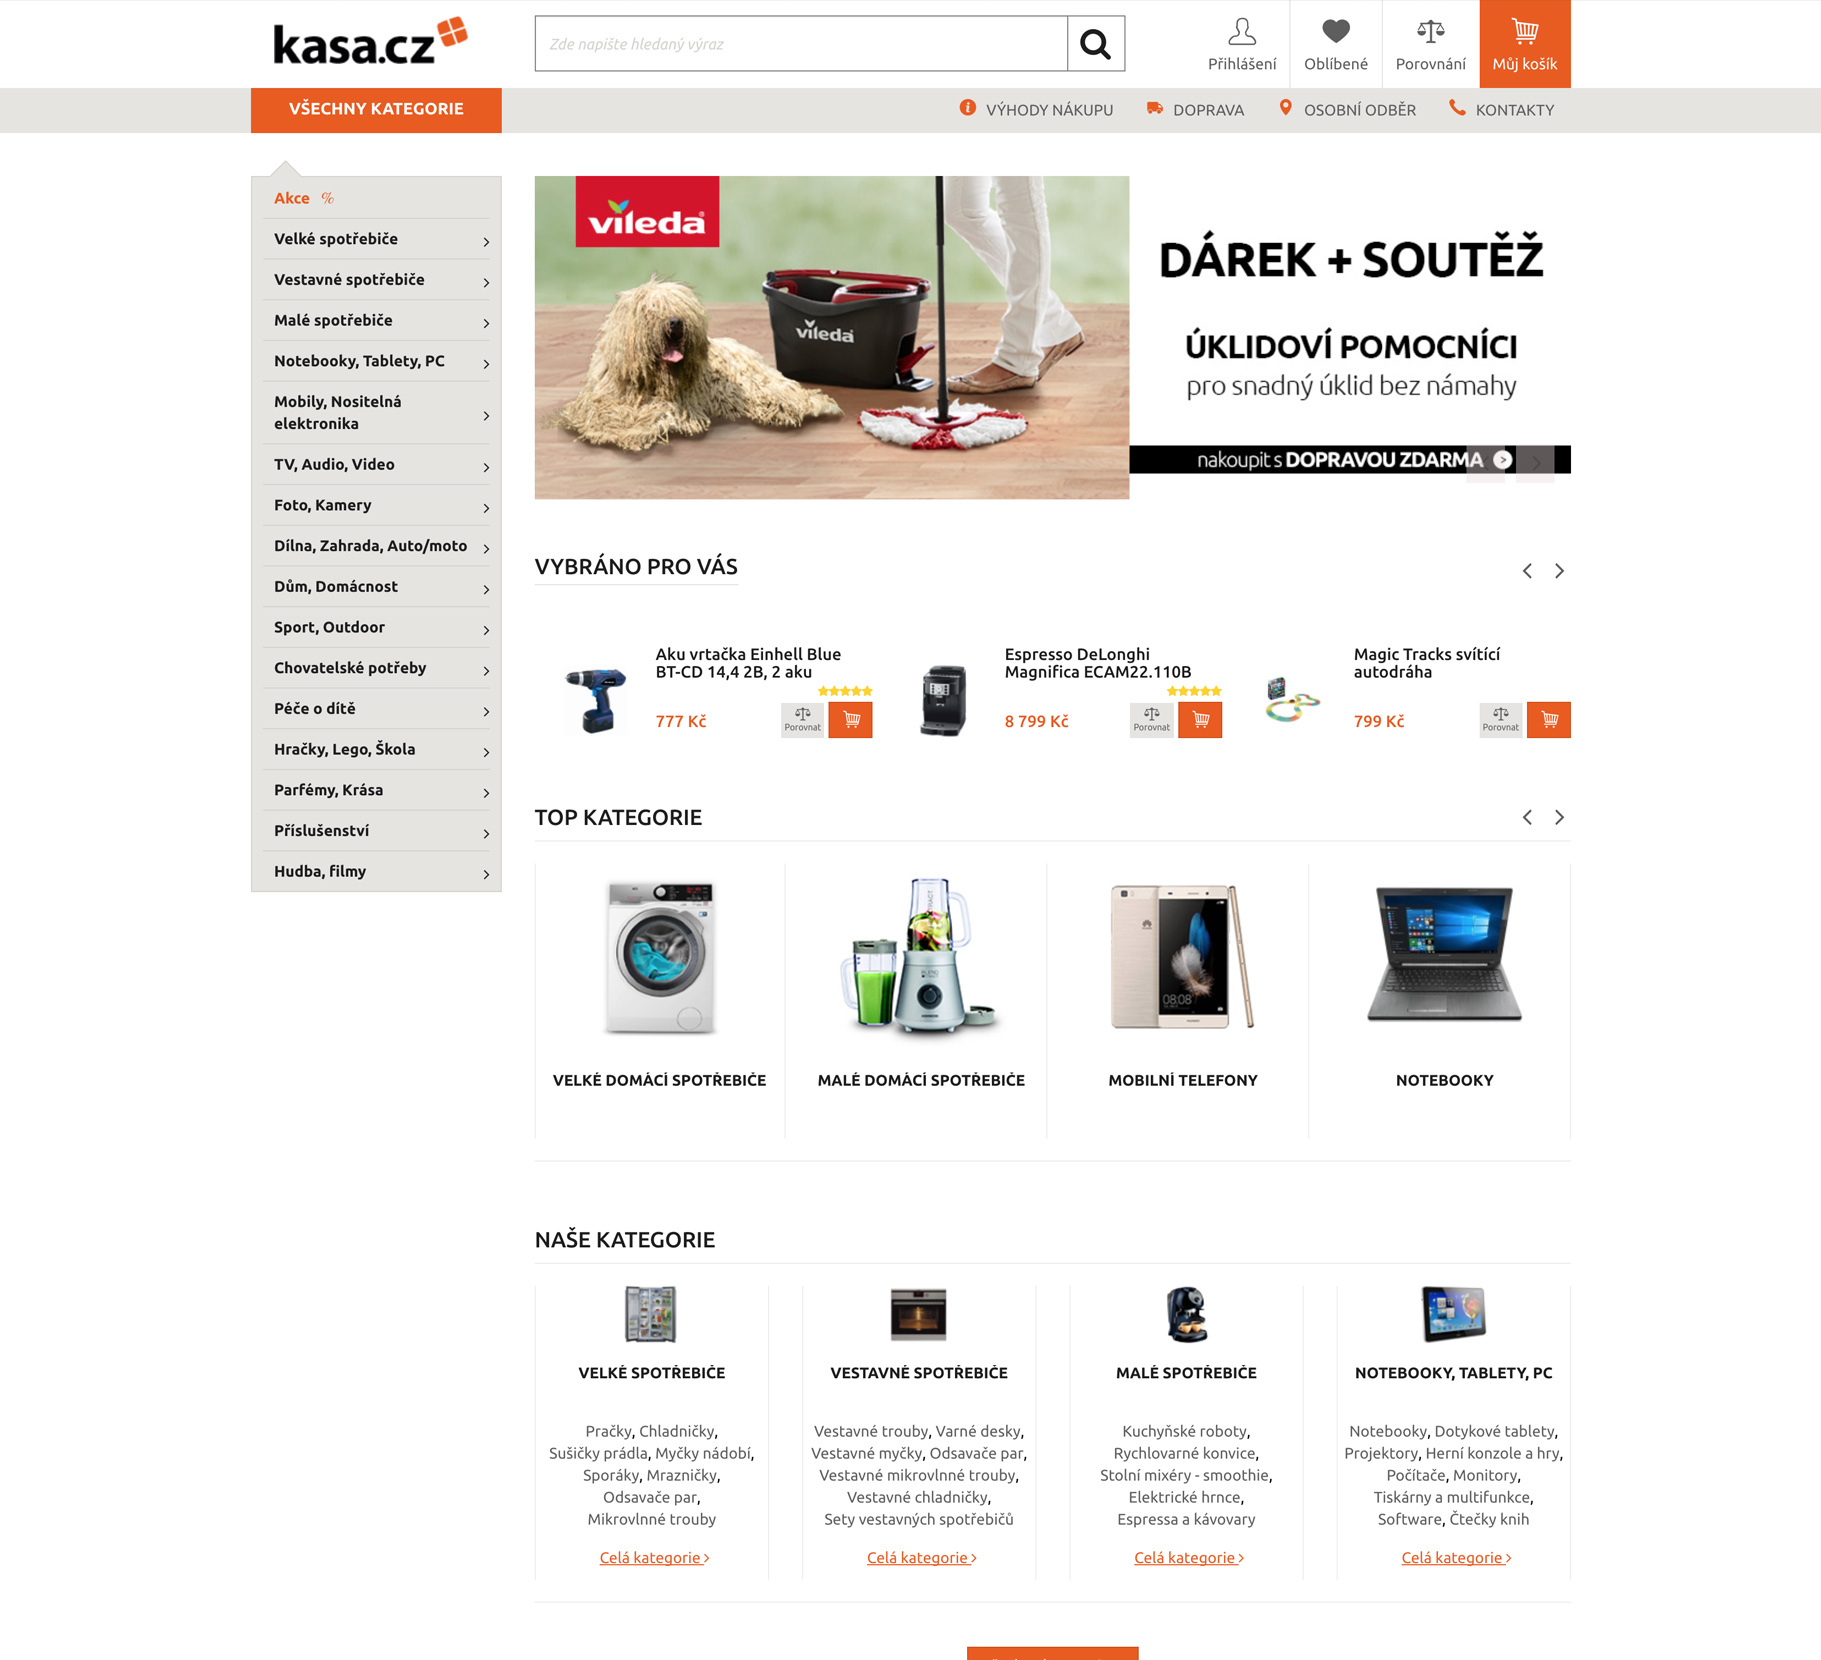 kasa.cz
Zde napište hledaný výraz
Přihlášení
Oblíbené
Porovnání
Můj košík
VŠECHNY KATEGORIE
VÝHODY NÁKUPU
DOPRAVA
OSOBNÍ ODBĚR
KONTAKTY
Akce %
Velké spotřebiče
Vestavné spotřebiče
Malé spotřebiče
Notebooky, Tablety, PC
Mobily, Nositelná
elektronika
TV, Audio, Video
Foto, Kamery
Dílna, Zahrada, Auto/moto
Dům, Domácnost
Sport, Outdoor
Chovatelské potřeby
Péče o dítě
Hračky, Lego, Škola
Parfémy, Krása
Příslušenství
Hudba, filmy
vileda
vileda
DÁREK + SOUTĚŽ
ÚKLIDOVÍ POMOCNÍCI
pro snadný úklid bez námahy
nakoupit s DOPRAVOU ZDARMA
VYBRÁNO PRO VÁS
Aku vrtačka Einhell Blue
BT-CD 14,4 2B, 2 aku
777 Kč
Porovnat
Espresso DeLonghi
Magnifica ECAM22.110B
8 799 Kč
Porovnat
Magic Tracks svítící
autodráha
799 Kč
Porovnat
TOP KATEGORIE
08:08
VELKÉ DOMÁCÍ SPOTŘEBIČE
MALÉ DOMÁCÍ SPOTŘEBIČE
MOBILNÍ TELEFONY
NOTEBOOKY
NAŠE KATEGORIE
VELKÉ SPOTŘEBIČE
Pračky, Chladničky,
Sušičky prádla, Myčky nádobí,
Sporáky, Mrazničky,
Odsavače par,
Mikrovlnné trouby
Celá kategorie
VESTAVNÉ SPOTŘEBIČE
Vestavné trouby, Varné desky,
Vestavné myčky, Odsavače par,
Vestavné mikrovlnné trouby,
Vestavné chladničky,
Sety vestavných spotřebičů
Celá kategorie
MALÉ SPOTŘEBIČE
Kuchyňské roboty,
Rychlovarné konvice,
Stolní mixéry - smoothie,
Elektrické hrnce,
Espressa a kávovary
Celá kategorie
NOTEBOOKY, TABLETY, PC
Notebooky, Dotykové tablety,
Projektory, Herní konzole a hry,
Počítače, Monitory,
Tiskárny a multifunkce,
Software, Čtečky knih
Celá kategorie